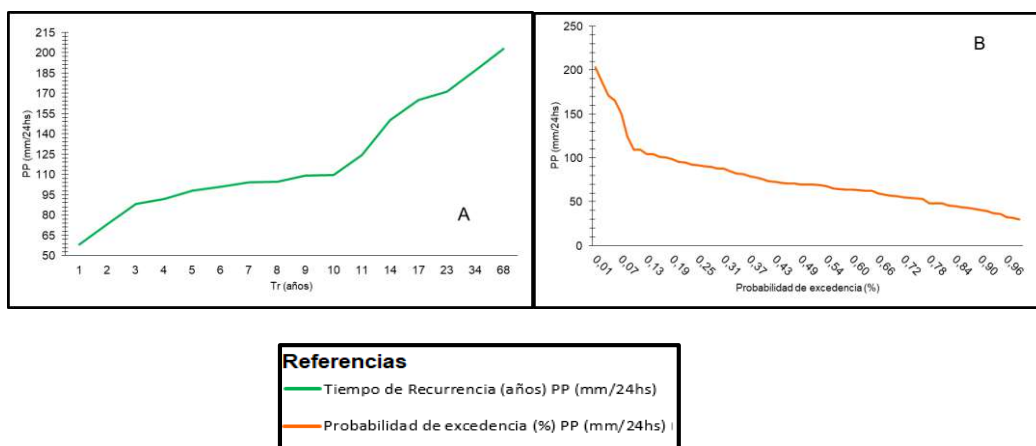 A
PP (mm/24hs)
215
200
185
170
155
140
125
110
95
80
65
50
1 2 3 4 5 6 7 8 9 10 11 14 17 23 34 68
Tr (años)
B
PP (mm/24hs)
250
200
150
100
50
0
0,01 0,07 0,13 0,19 0,25 0,31 0,37 0,43 0,49 0,54 0,60 0,66 0,72 0,78 0,84 0,90 0,96
Probabilidad de excedencia (%)
Referencias
Tiempo de Recurrencia (años) PP (mm/24hs)
Probabilidad de excedencia (%) PP (mm/24hs)